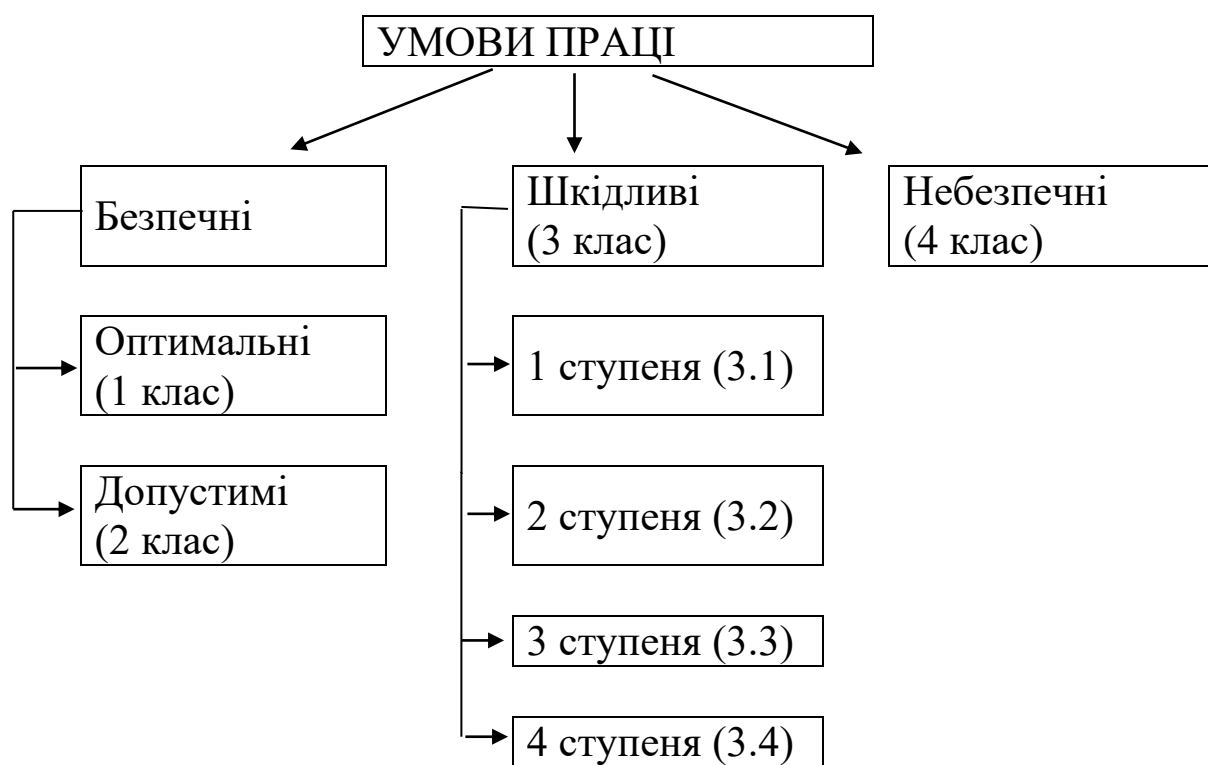 УМОВИ ПРАЦІ
Безпечні
Шкідливі
(3 клас)
Небезпечні
(4 клас)
Оптимальні
(1 клас)
1 ступеня (3.1)
Допустимі
(2 клас)
2 ступеня (3.2)
3 ступеня (3.3)
4 ступеня (3.4)